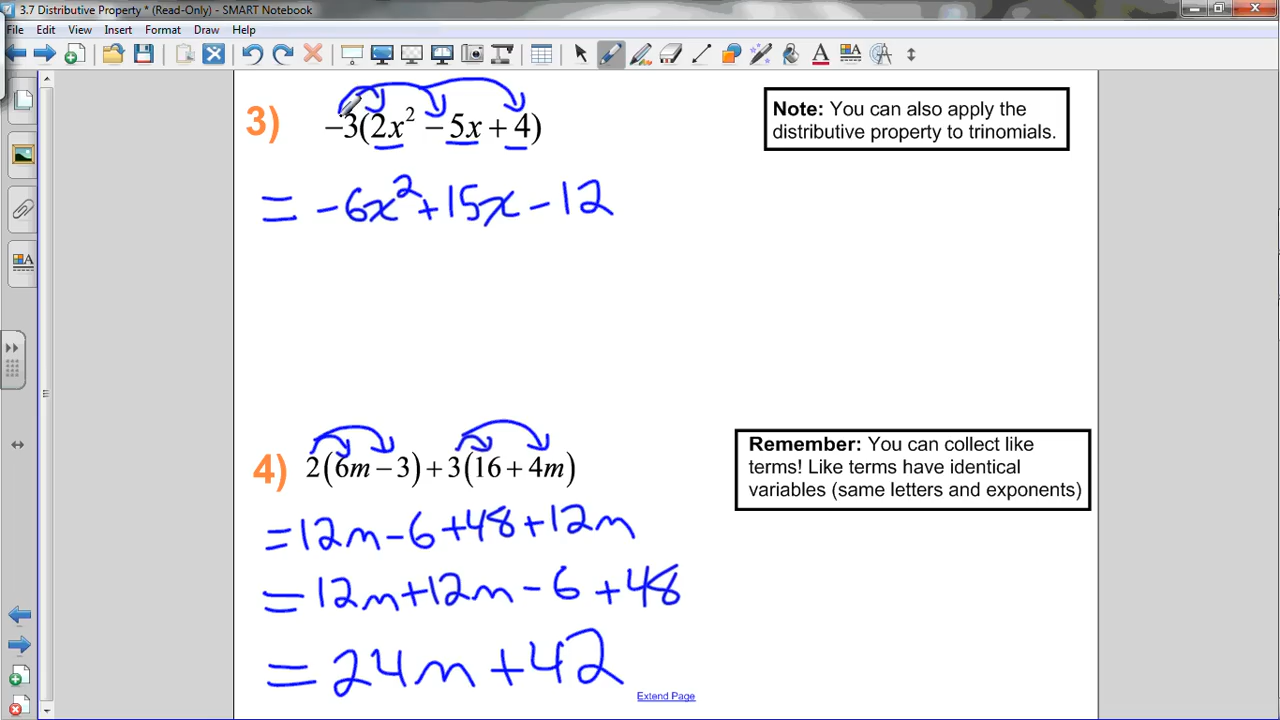 3.7 Distributive Property * (Read-Only) - SMART Notebook
File Edit View Insert Format Draw Help
3) −3(2x² − 5x + 4)
= -6x² + 15x - 12
Note: You can also apply the
distributive property to trinomials.
4) 2(6m − 3) + 3(16 + 4m)
= 12m - 6 + 48 + 12m
= 12m + 12m - 6 + 48
= 24m + 42
Remember: You can collect like
terms! Like terms have identical
variables (same letters and exponents)
Extend Page